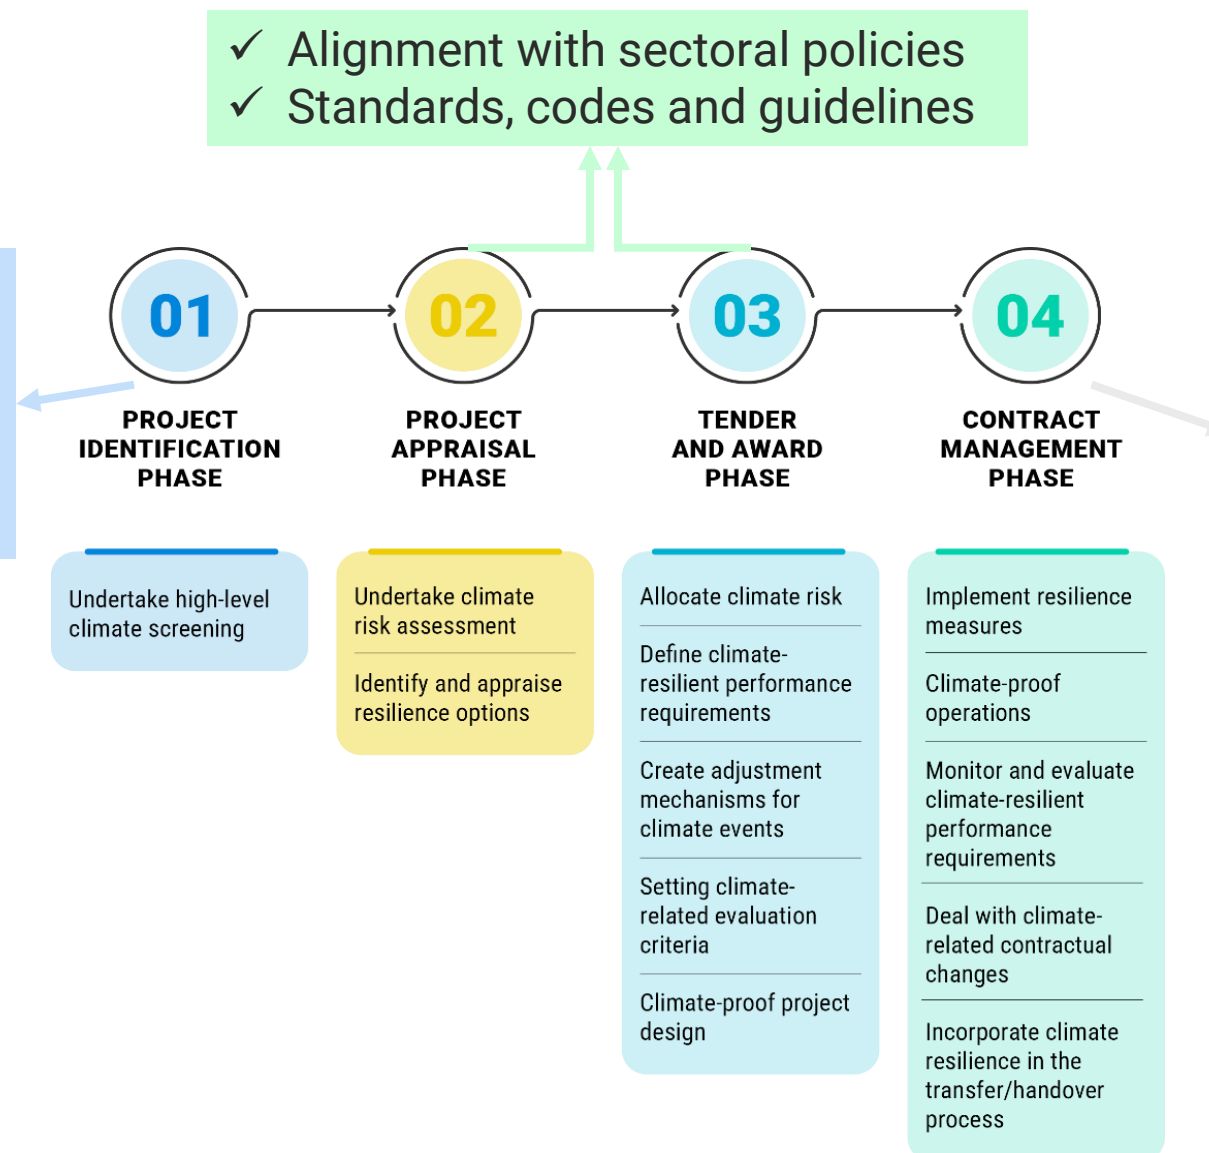 ✓ Alignment with sectoral policies
✓ Standards, codes and guidelines
01
02
03
04
PROJECT
IDENTIFICATION
PHASE
PROJECT
APPRAISAL
PHASE
TENDER
AND AWARD
PHASE
CONTRACT
MANAGEMENT
PHASE
Undertake high-level
climate screening
Undertake climate
risk assessment
Identify and appraise
resilience options
Allocate climate risk
Define climate-
resilient performance
requirements
Create adjustment
mechanisms for
climate events
Setting climate-
related evaluation
criteria
Climate-proof project
design
Implement resilience
measures
Climate-proof
operations
Monitor and evaluate
climate-resilient
performance
requirements
Deal with climate-
related contractual
changes
Incorporate climate
resilience in the
transfer/handover
process